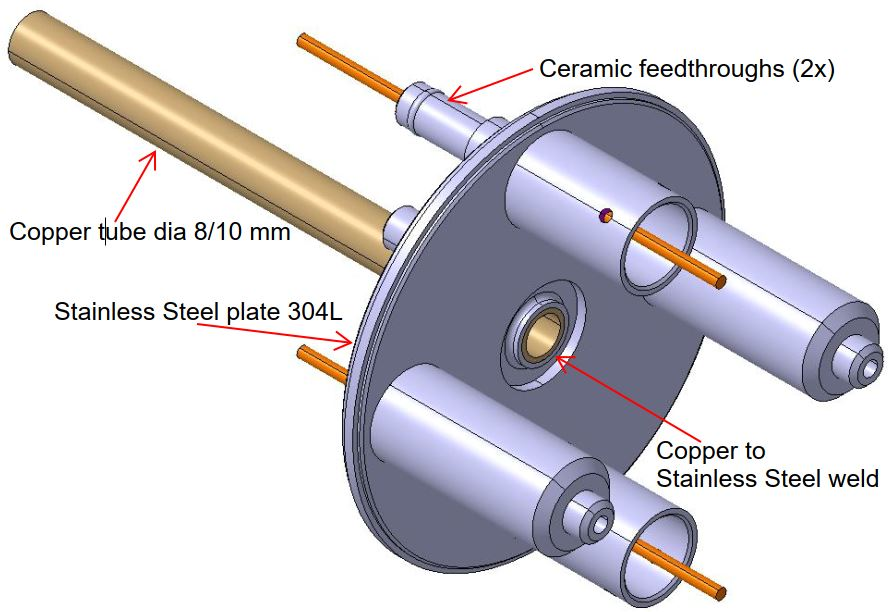 Ceramic feedthroughs (2x)
Copper tube dia 8/10 mm
Stainless Steel plate 304L
Copper to
Stainless Steel weld